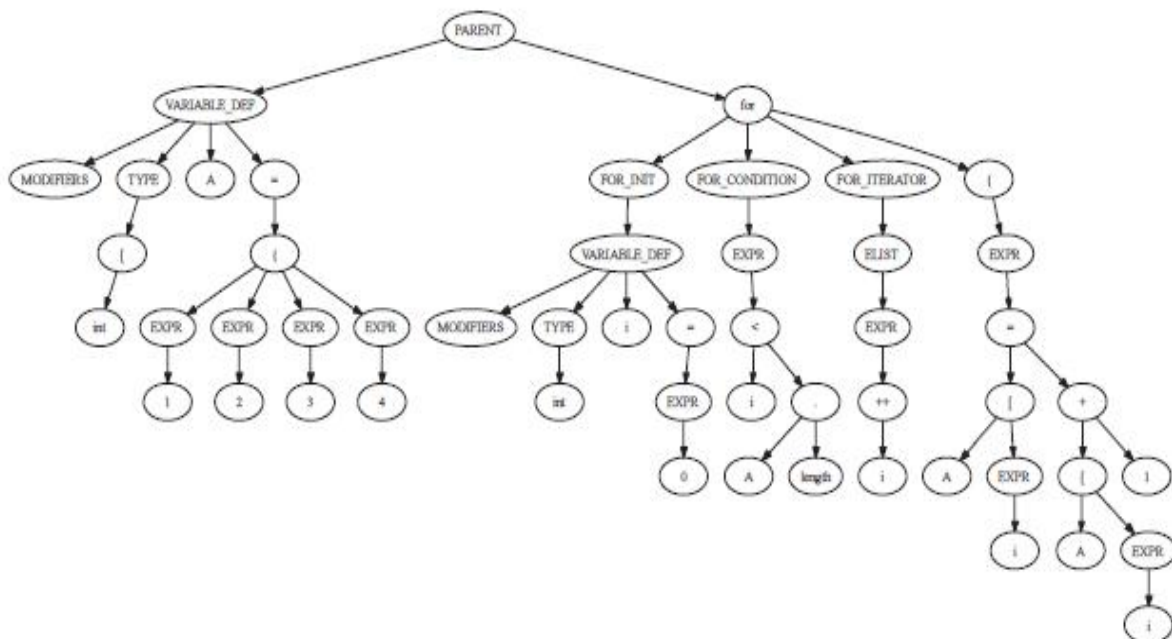 PARENT
VARIABLE_DEF for
MODIFIERS TYPE A = FOR_INIT FOR_CONDITION FOR_ITERATOR {
[ { VARIABLE_DEF EXPR ELIST EXPR
int EXPR EXPR EXPR EXPR MODIFIERS TYPE i = < EXPR =
1 2 3 4 int EXPR i . ++ [ +
0 A length i A EXPR [ 1
i A EXPR
i